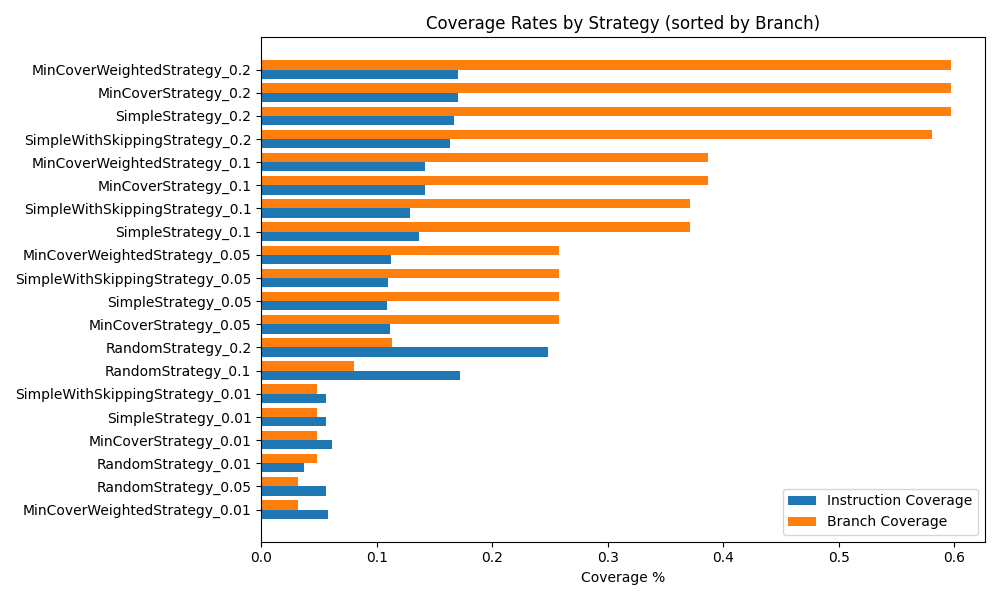 Coverage Rates by Strategy (sorted by Branch)
MinCoverWeightedStrategy_0.2
MinCoverStrategy_0.2
SimpleStrategy_0.2
SimpleWithSkippingStrategy_0.2
MinCoverWeightedStrategy_0.1
MinCoverStrategy_0.1
SimpleWithSkippingStrategy_0.1
SimpleStrategy_0.1
MinCoverWeightedStrategy_0.05
SimpleWithSkippingStrategy_0.05
SimpleStrategy_0.05
MinCoverStrategy_0.05
RandomStrategy_0.2
RandomStrategy_0.1
SimpleWithSkippingStrategy_0.01
SimpleStrategy_0.01
MinCoverStrategy_0.01
RandomStrategy_0.01
RandomStrategy_0.05
MinCoverWeightedStrategy_0.01
Instruction Coverage
Branch Coverage
0.0 0.1 0.2 0.3 0.4 0.5 0.6
Coverage %